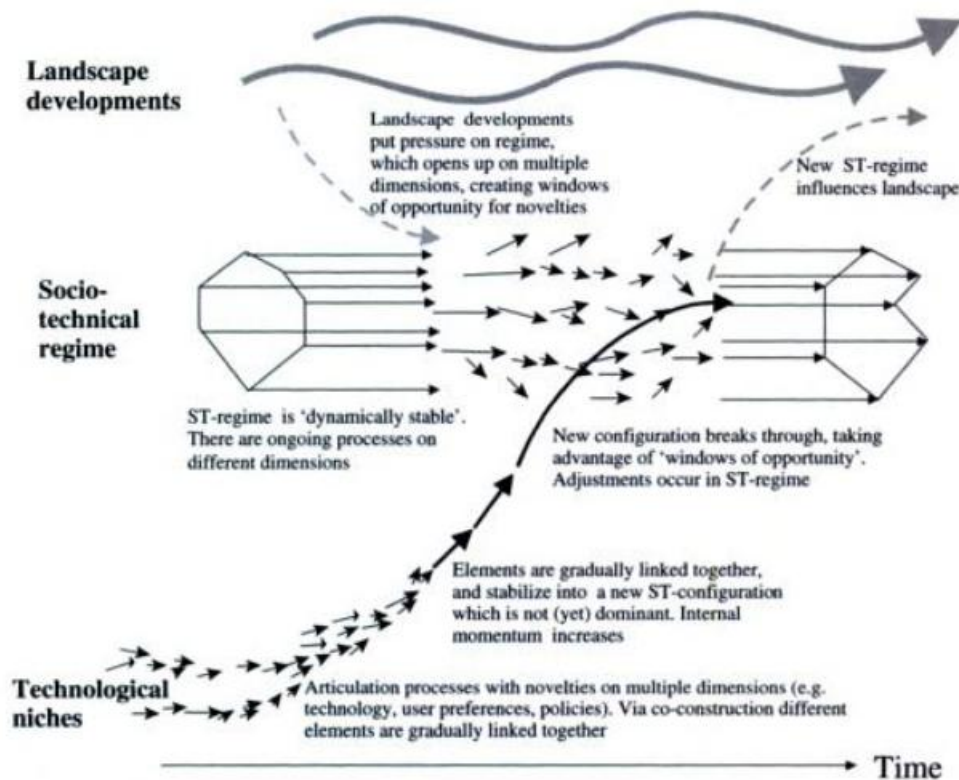 Landscape
developments
Landscape developments
put pressure on regime,
which opens up on multiple
dimensions, creating windows
of opportunity for novelties
New ST-regime
influences landscape
Socio-
technical
regime
ST-regime is ‘dynamically stable’.
There are ongoing processes on
different dimensions
New configuration breaks through, taking
advantage of ‘windows of opportunity’.
Adjustments occur in ST-regime
Elements are gradually linked together,
and stabilize into a new ST-configuration
which is not (yet) dominant. Internal
momentum increases
Technological
niches
Articulation processes with novelties on multiple dimensions (e.g.
technology, user preferences, policies). Via co-construction different
elements are gradually linked together
Time